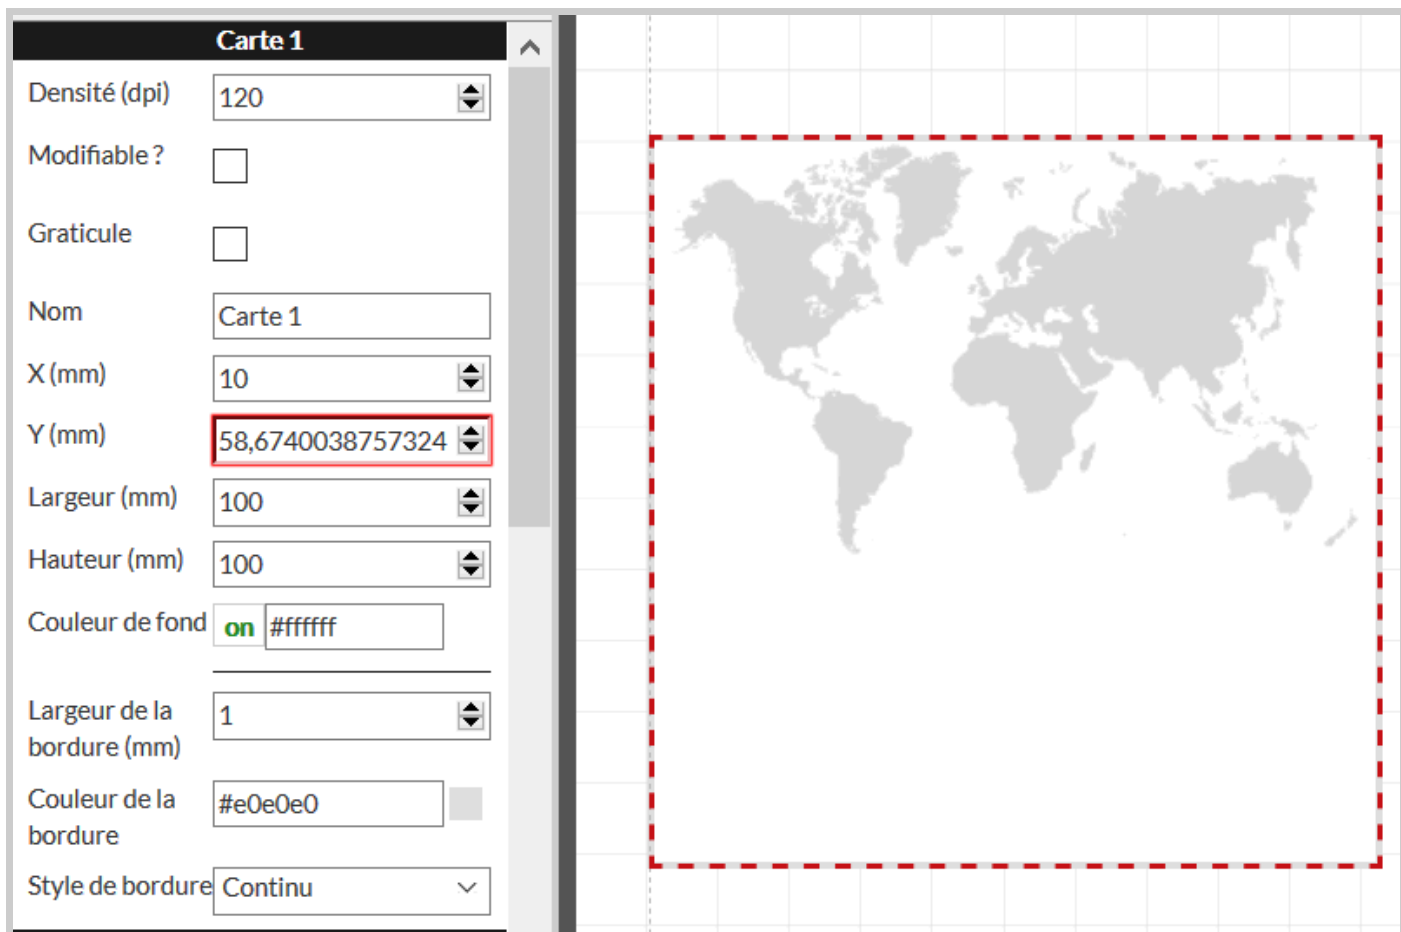 Carte 1
Densité (dpi) 120
Modifiable ?
Graticule
Nom Carte 1
X (mm) 10
Y (mm) 58,6740038757324
Largeur (mm) 100
Hauteur (mm) 100
Couleur de fond on #ffffff
Largeur de la
bordure (mm) 1
Couleur de la
bordure #e0e0e0
Style de bordure Continu